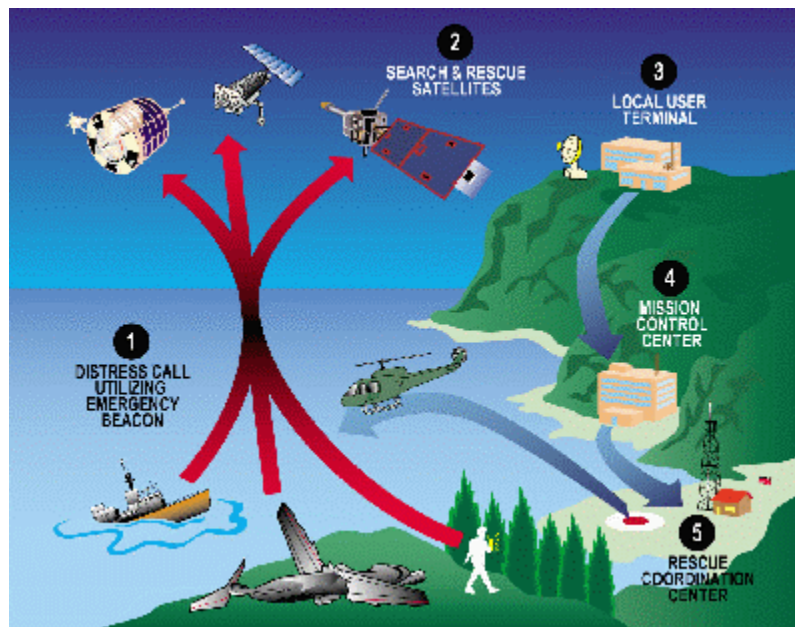 1
DISTRESS CALL
UTILIZING
EMERGENCY
BEACON
2
SEARCH & RESCUE
SATELLITES
3
LOCAL USER
TERMINAL
4
MISSION
CONTROL
CENTER
5
RESCUE
COORDINATION
CENTER